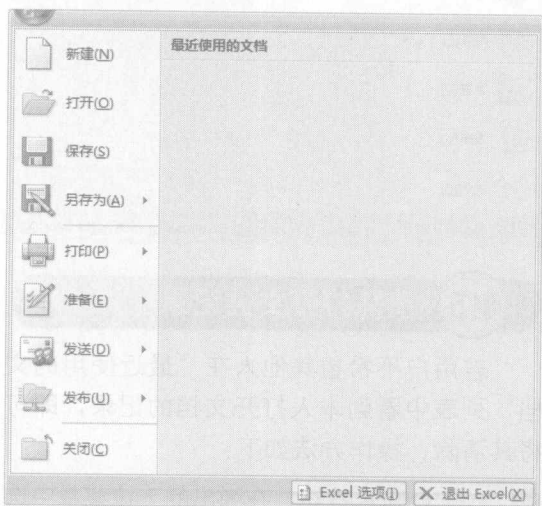 最近使用的文档
新建(N)
打开(O)
保存(S)
另存为(A)
打印(P)
准备(E)
发送(D)
发布(U)
关闭(C)
Excel 选项(I)
退出 Excel(X)